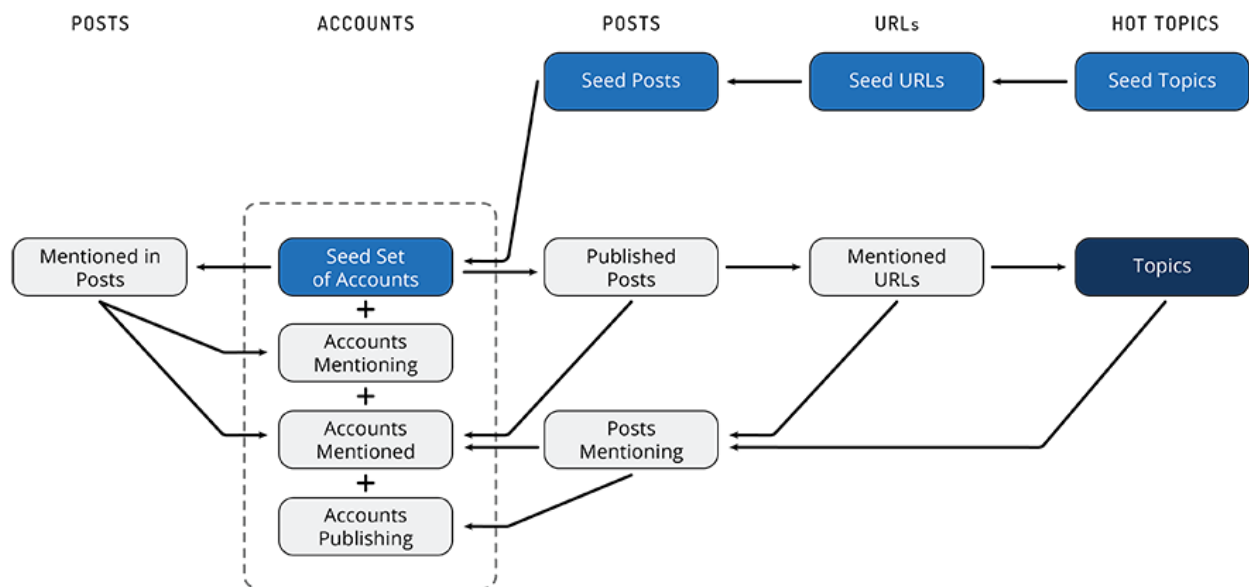 POSTS ACCOUNTS POSTS URLs HOT TOPICS
Seed Posts Seed URLs Seed Topics
Mentioned in
Posts
Seed Set
of Accounts
Published
Posts
Mentioned
URLs
Topics
+
Accounts
Mentioning
+
Accounts
Mentioned
Posts
Mentioning
+
Accounts
Publishing